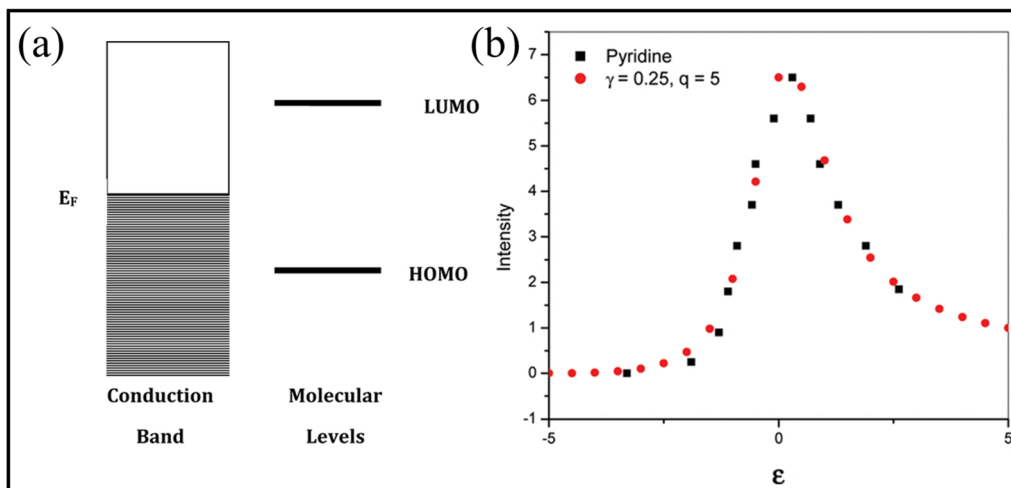 (a)
LUMO
E_F
HOMO
Conduction
Band
Molecular
Levels
(b)
Pyridine
γ = 0.25, q = 5
Intensity
7
6
5
4
3
2
1
0
-1
-5
0
5
ε